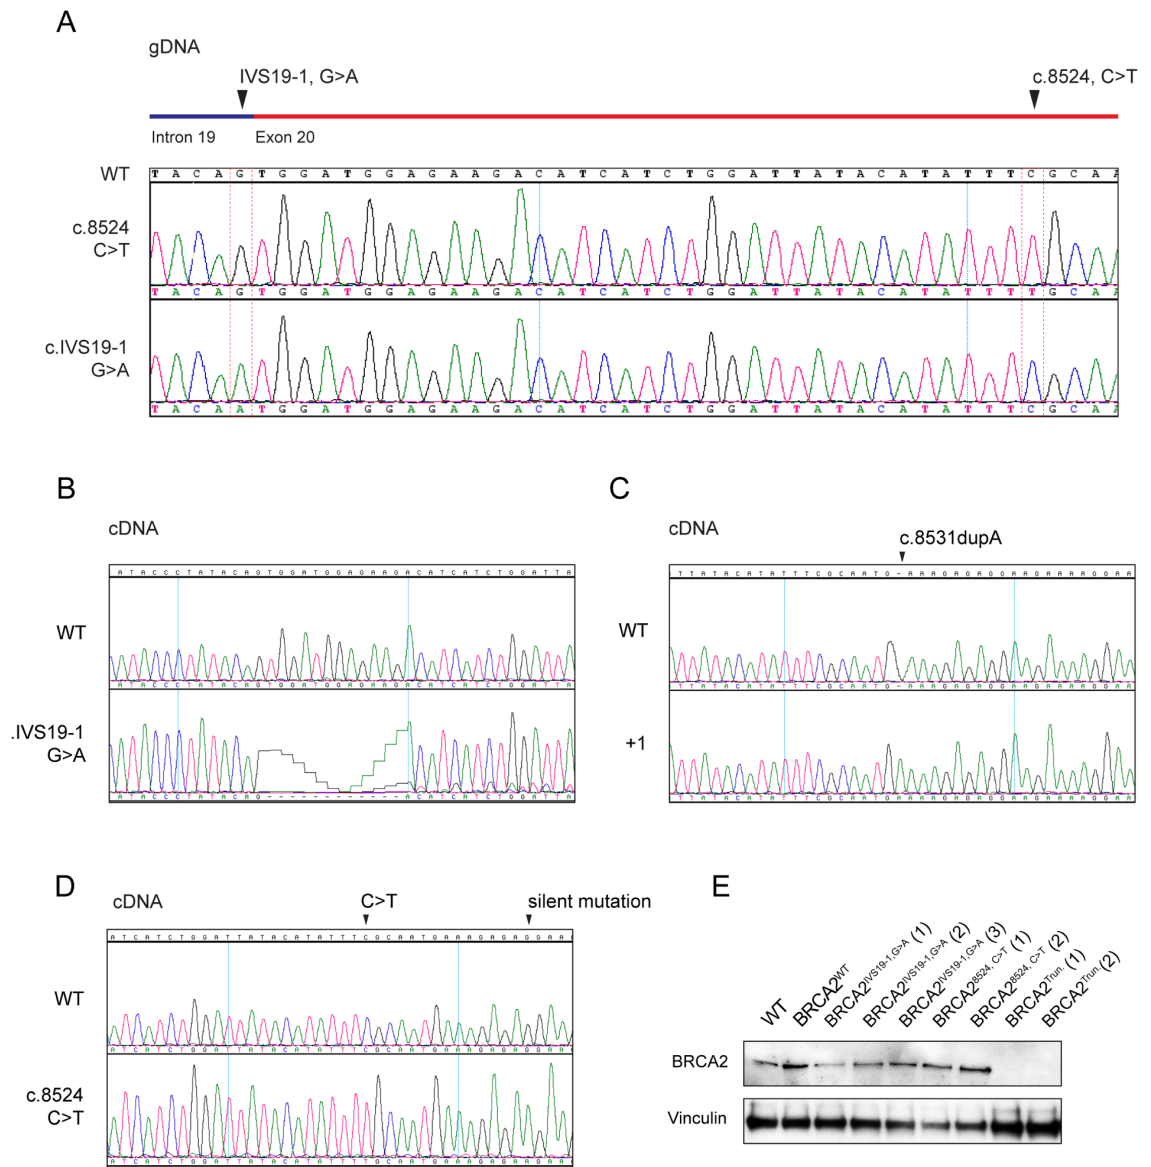 A
gDNA
IVS19-1, G>A
c.8524, C>T
Intron 19
Exon 20
WT
T A C A G T G G A T G G A G A A G A C A T C A T C T G G A T T A T A C A T A T T T C G C A A
c.8524
C>T
T A C A G T G G A T G G A G A A G A C A T C A T C T G G A T T A T A C A T A T T T T G C A A
c.IVS19-1
G>A
T A C A A T G G A T G G A G A A G A C A T C A T C T G G A T T A T A C A T A T T T C G C A A
B
cDNA
A T A C C C T A T A C A G T G G A T G G A G A A G A C A T C A T C T G G A T T A
WT
A T A C C C T A T A C A G T G G A T G G A G A A G A C A T C A T C T G G A T T A
.IVS19-1
G>A
A T A C C C T A T A C A G - - - - - - - - - - - - A C A T C A T C T G G A T T A
C
cDNA
c.8531dupA
T T A T A C A T A T T T C G C A A T G - A A A G A G A G G A A G A A A A G G A A
WT
T T A T A C A T A T T T C G C A A T G - A A A G A G A G G A A G A A A A G G A A
+1
D
cDNA
C>T
silent mutation
A T C A T C T G G A T T A T A C A T A T T T C G C A A T G A A A G A G A G G A A
WT
A T C A T C T G G A T T A T A C A T A T T T C G C A A T G A A A G A G A G G A A
c.8524
C>T
A T C A T C T G G A T T A T A C A T A T T T T G C A A T G A A A G A G A A G A A
E
WT
BRCA2WT
BRCA2IVS19-1,G>A (1)
BRCA2IVS19-1,G>A (2)
BRCA2IVS19-1,G>A (3)
BRCA28524, C>T (1)
BRCA28524, C>T (2)
BRCA2Trun. (1)
BRCA2Trun. (2)
BRCA2
Vinculin